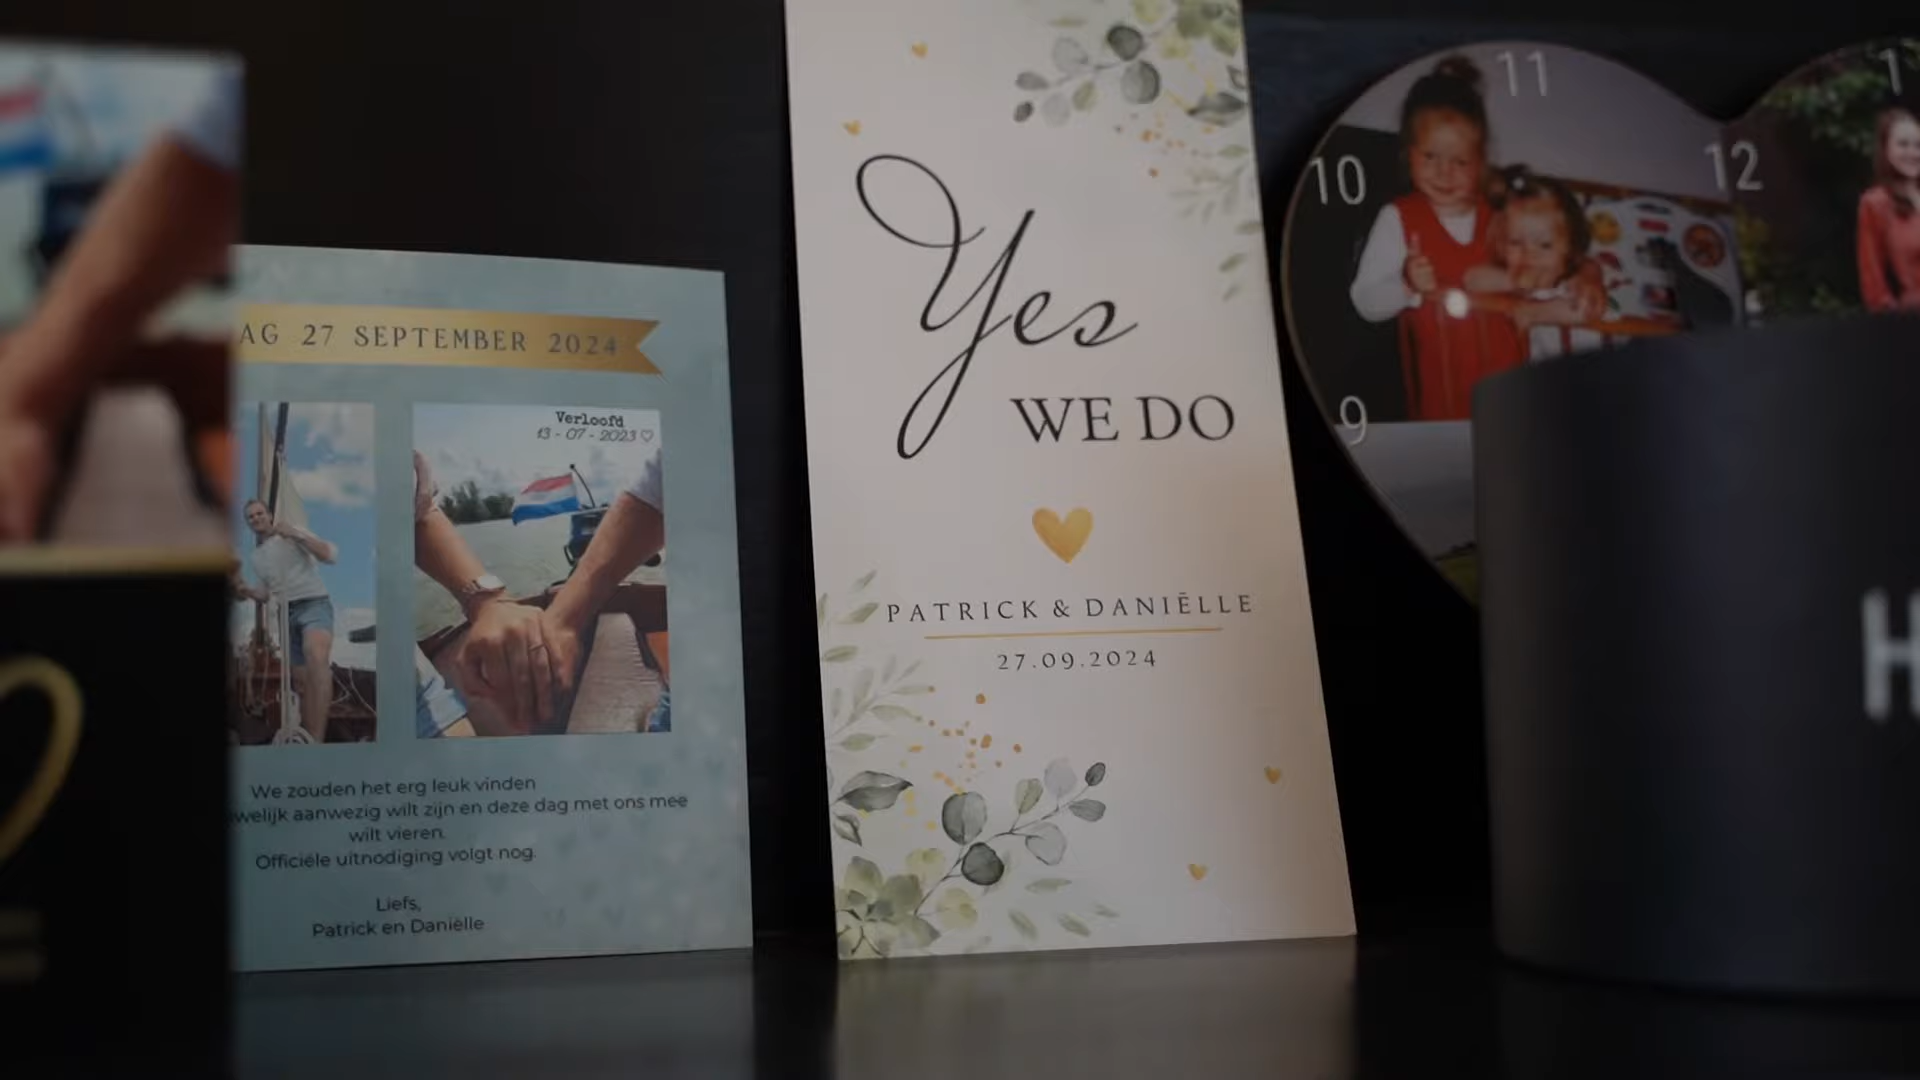 AG 27 SEPTEMBER 2024
Verloofd
13 - 07 - 2023 ♡
We zouden het erg leuk vinden
welijk aanwezig wilt zijn en deze dag met ons mee
wilt vieren.
Officiële uitnodiging volgt nog.
Liefs,
Patrick en Daniëlle
Yes
WE DO
PATRICK & DANIËLLE
27.09.2024
11
10
12
9
1
H